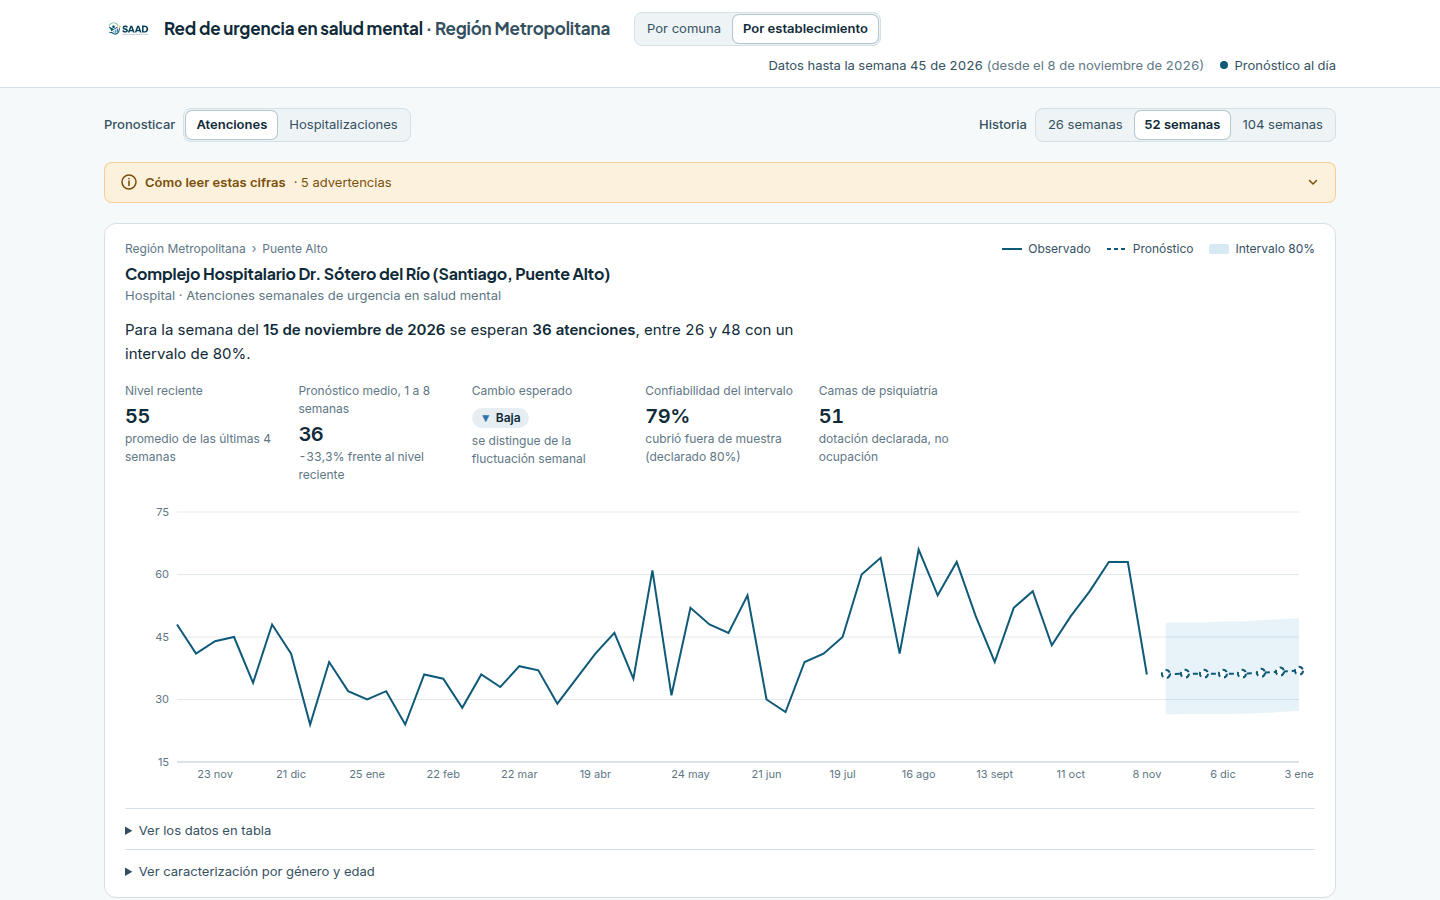 SAAD
Red de urgencia en salud mental · Región Metropolitana
Por comuna
Por establecimiento
Datos hasta la semana 45 de 2026 (desde el 8 de noviembre de 2026)
Pronóstico al día
Pronosticar
Atenciones
Hospitalizaciones
Historia
26 semanas
52 semanas
104 semanas
Cómo leer estas cifras · 5 advertencias
Región Metropolitana › Puente Alto
Observado
Pronóstico
Intervalo 80%
Complejo Hospitalario Dr. Sótero del Río (Santiago, Puente Alto)
Hospital · Atenciones semanales de urgencia en salud mental
Para la semana del 15 de noviembre de 2026 se esperan 36 atenciones, entre 26 y 48 con un
intervalo de 80%.
Nivel reciente
55
promedio de las últimas 4
semanas
Pronóstico medio, 1 a 8
semanas
36
-33,3% frente al nivel
reciente
Cambio esperado
▼ Baja
se distingue de la
fluctuación semanal
Confiabilidad del intervalo
79%
cubrió fuera de muestra
(declarado 80%)
Camas de psiquiatría
51
dotación declarada, no
ocupación
75
60
45
30
15
23 nov
21 dic
25 ene
22 feb
22 mar
19 abr
24 may
21 jun
19 jul
16 ago
13 sept
11 oct
8 nov
6 dic
3 ene
Ver los datos en tabla
Ver caracterización por género y edad